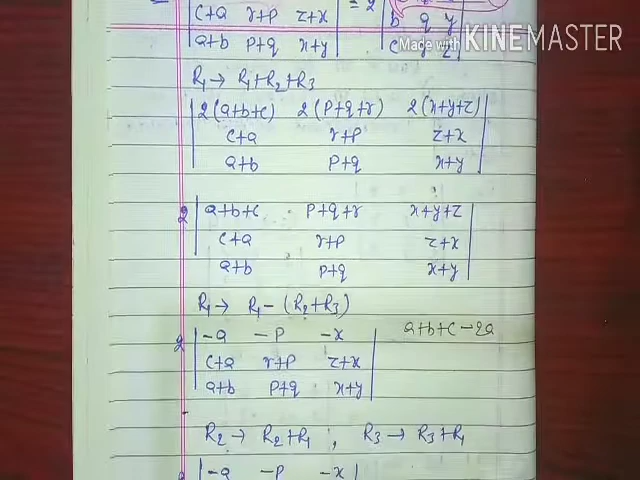 | c+a r+p z+x | = 2 |
b q y
| a+b p+q x+y | c z |
Made with KINEMASTER
R₁ → R₁+R₂+R₃
| 2(a+b+c) 2(p+q+r) 2(x+y+z) |
| c+a r+p z+x |
| a+b p+q x+y |
2 | a+b+c p+q+r x+y+z |
| c+a r+p z+x |
| a+b p+q x+y |
R₁ → R₁ - (R₂+R₃)
2 | -a -p -x | a+b+c-2a
| c+a r+p z+x |
| a+b p+q x+y |
R₂ → R₂+R₁ , R₃ → R₃+R₁
2 | -a -p -x |